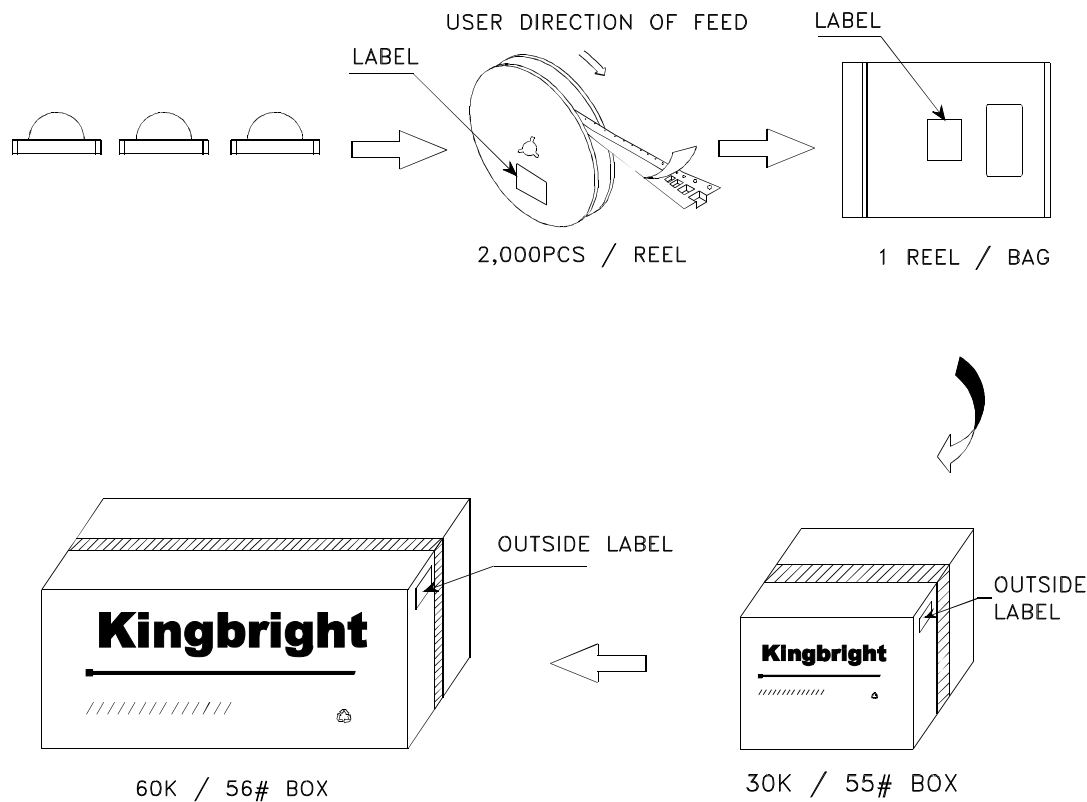 USER DIRECTION OF FEED
LABEL
LABEL
2,000PCS / REEL
1 REEL / BAG
OUTSIDE LABEL
OUTSIDE
LABEL
Kingbright
Kingbright
60K / 56# BOX
30K / 55# BOX